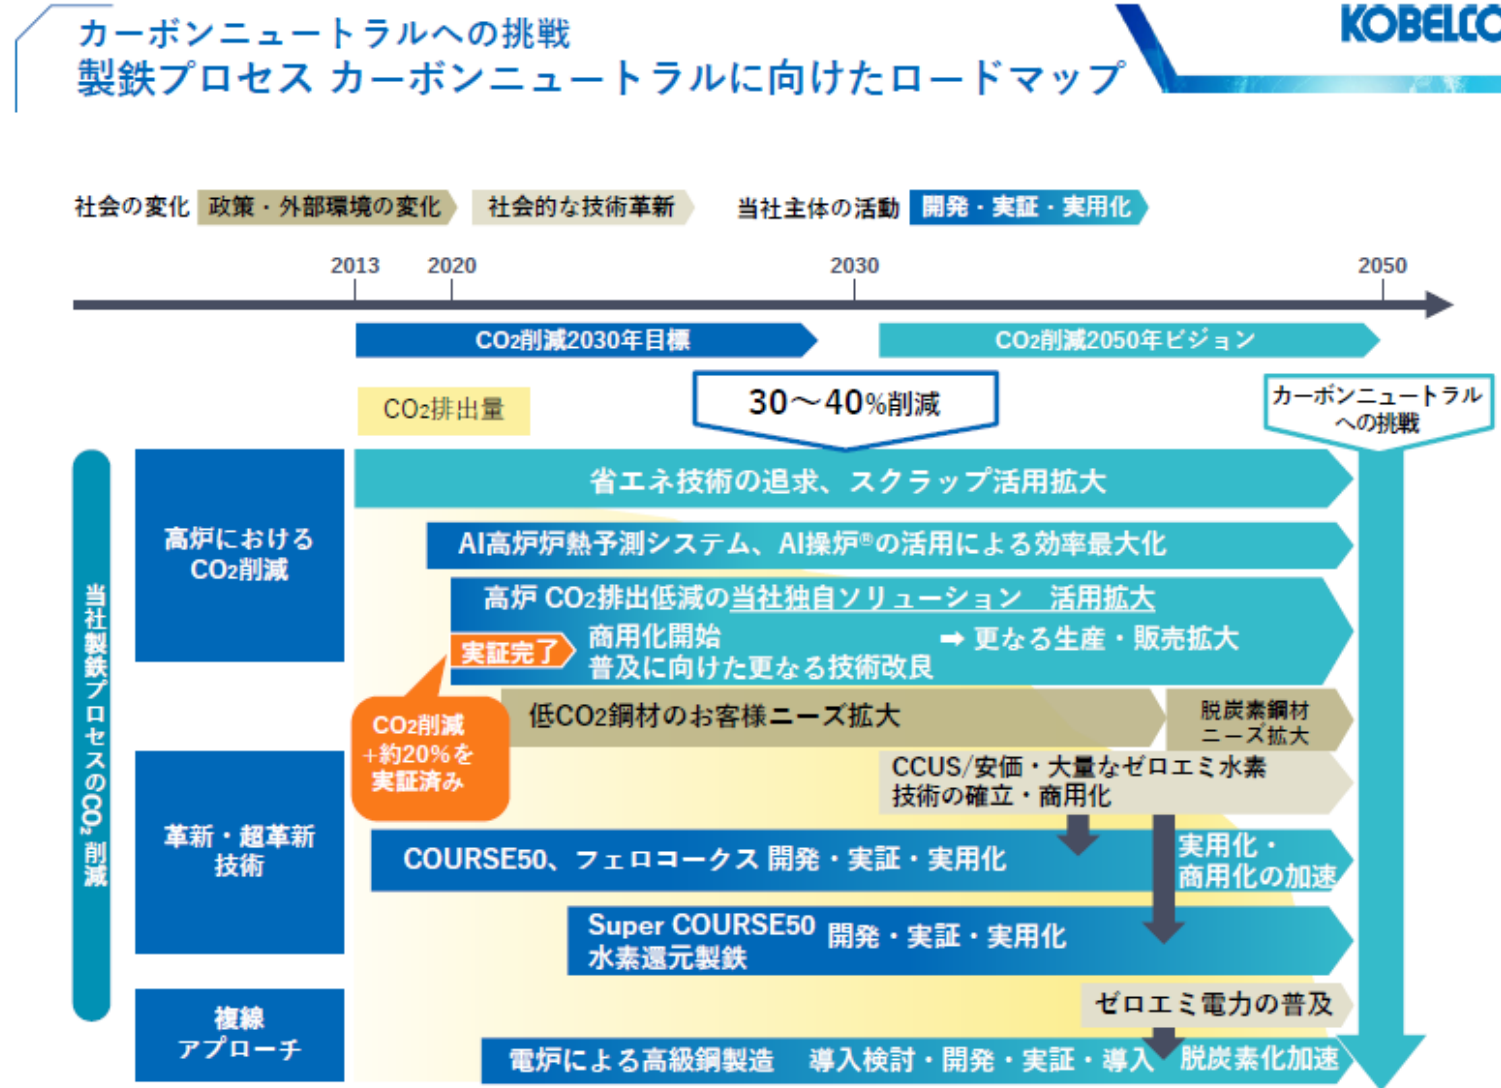 カーボンニュートラルへの挑戦
製鉄プロセス カーボンニュートラルに向けたロードマップ
KOBELCO
社会の変化 政策・外部環境の変化 社会的な技術革新 当社主体の活動 開発・実証・実用化
2013 2020 2030 2050
CO2削減2030年目標 CO2削減2050年ビジョン
CO2排出量
30～40%削減
カーボンニュートラル
への挑戦
当社製鉄プロセスのCO₂削減
高炉における
CO2削減
省エネ技術の追求、スクラップ活用拡大
AI高炉炉熱予測システム、AI操炉®の活用による効率最大化
高炉 CO2排出低減の当社独自ソリューション 活用拡大
実証完了
商用化開始 ➡ 更なる生産・販売拡大
普及に向けた更なる技術改良
CO2削減
+約20%を
実証済み
低CO2鋼材のお客様ニーズ拡大
脱炭素鋼材
ニーズ拡大
CCUS/安価・大量なゼロエミ水素
技術の確立・商用化
革新・超革新
技術
COURSE50、フェロコークス 開発・実証・実用化
実用化・
商用化の加速
Super COURSE50
水素還元製鉄
開発・実証・実用化
複線
アプローチ
ゼロエミ電力の普及
電炉による高級鋼製造 導入検討・開発・実証・導入 脱炭素化加速